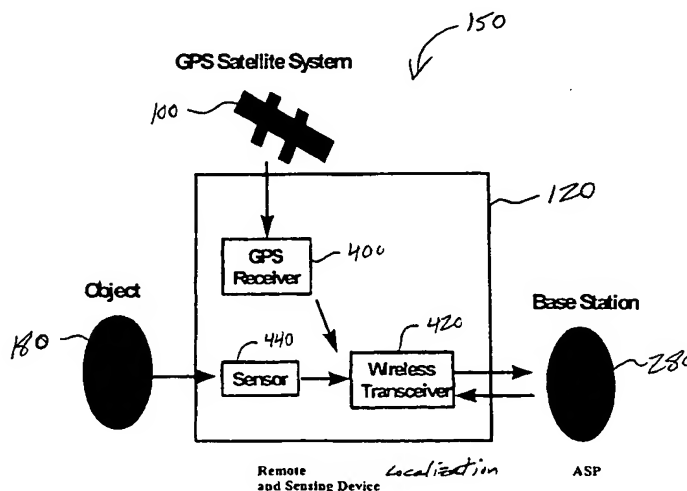 150
GPS Satellite System
100
120
GPS
Receiver
400
Object
180
440
Sensor
420
Wireless
Transceiver
Base Station
280
Remote Localization
and Sensing Device
ASP